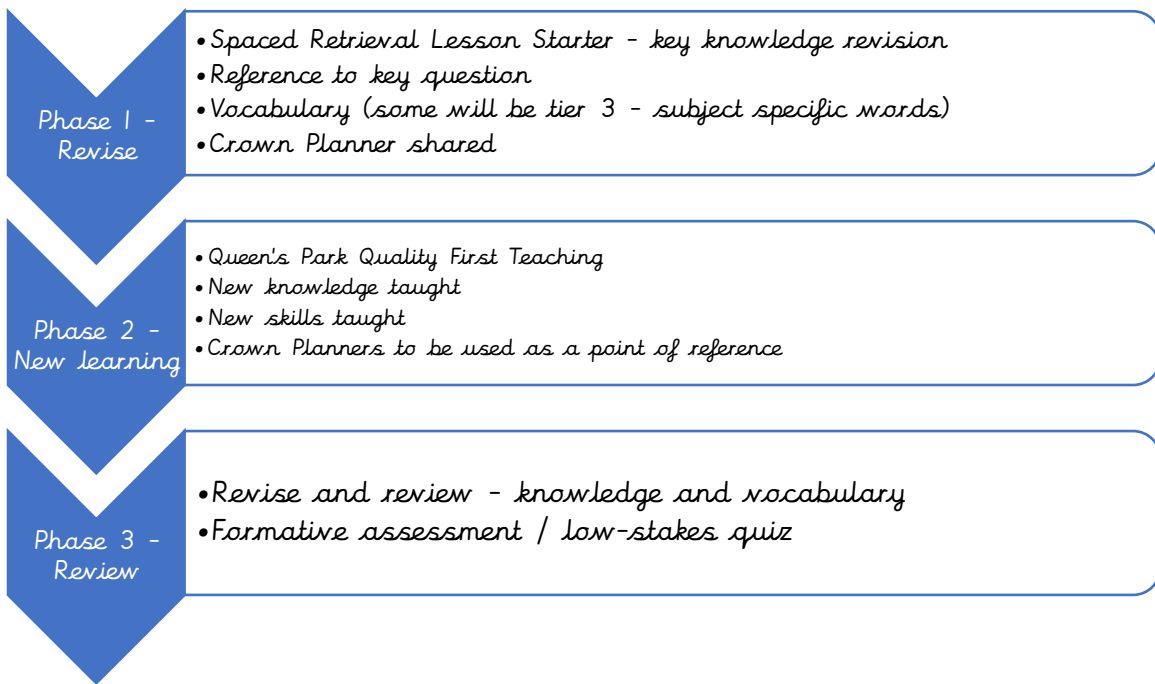 Phase 1 -
Revise
•Spaced Retrieval Lesson Starter - key knowledge revision
•Reference to key question
•Vocabulary (some will be tier 3 - subject specific words)
•Crown Planner shared
Phase 2 -
New learning
•Queen's Park Quality First Teaching
•New knowledge taught
•New skills taught
•Crown Planners to be used as a point of reference
Phase 3 -
Review
•Revise and review - knowledge and vocabulary
•Formative assessment / low-stakes quiz